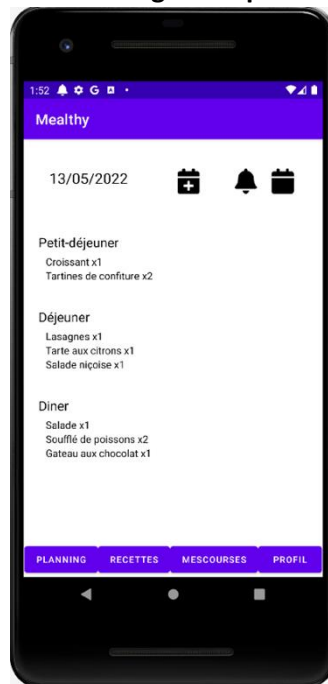 1:52
Mealthy
13/05/2022
Petit-déjeuner
Croissant x1
Tartines de confiture x2
Déjeuner
Lasagnes x1
Tarte aux citrons x1
Salade niçoise x1
Diner
Salade x1
Soufflé de poissons x2
Gateau aux chocolat x1
PLANNING RECETTES MESCOURSES PROFIL